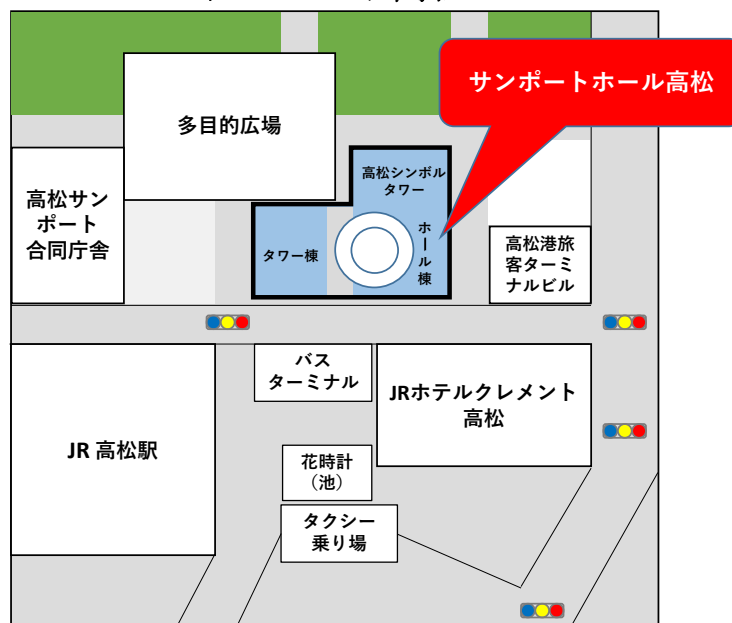 サンポートホール高松
多目的広場
高松シンボル
タワー
高松サン
ポート
合同庁舎
タワー棟
ホール棟
高松港旅
客ターミ
ナルビル
バス
ターミナル
JRホテルクレメント
高松
JR 高松駅
花時計
（池）
タクシー
乗り場